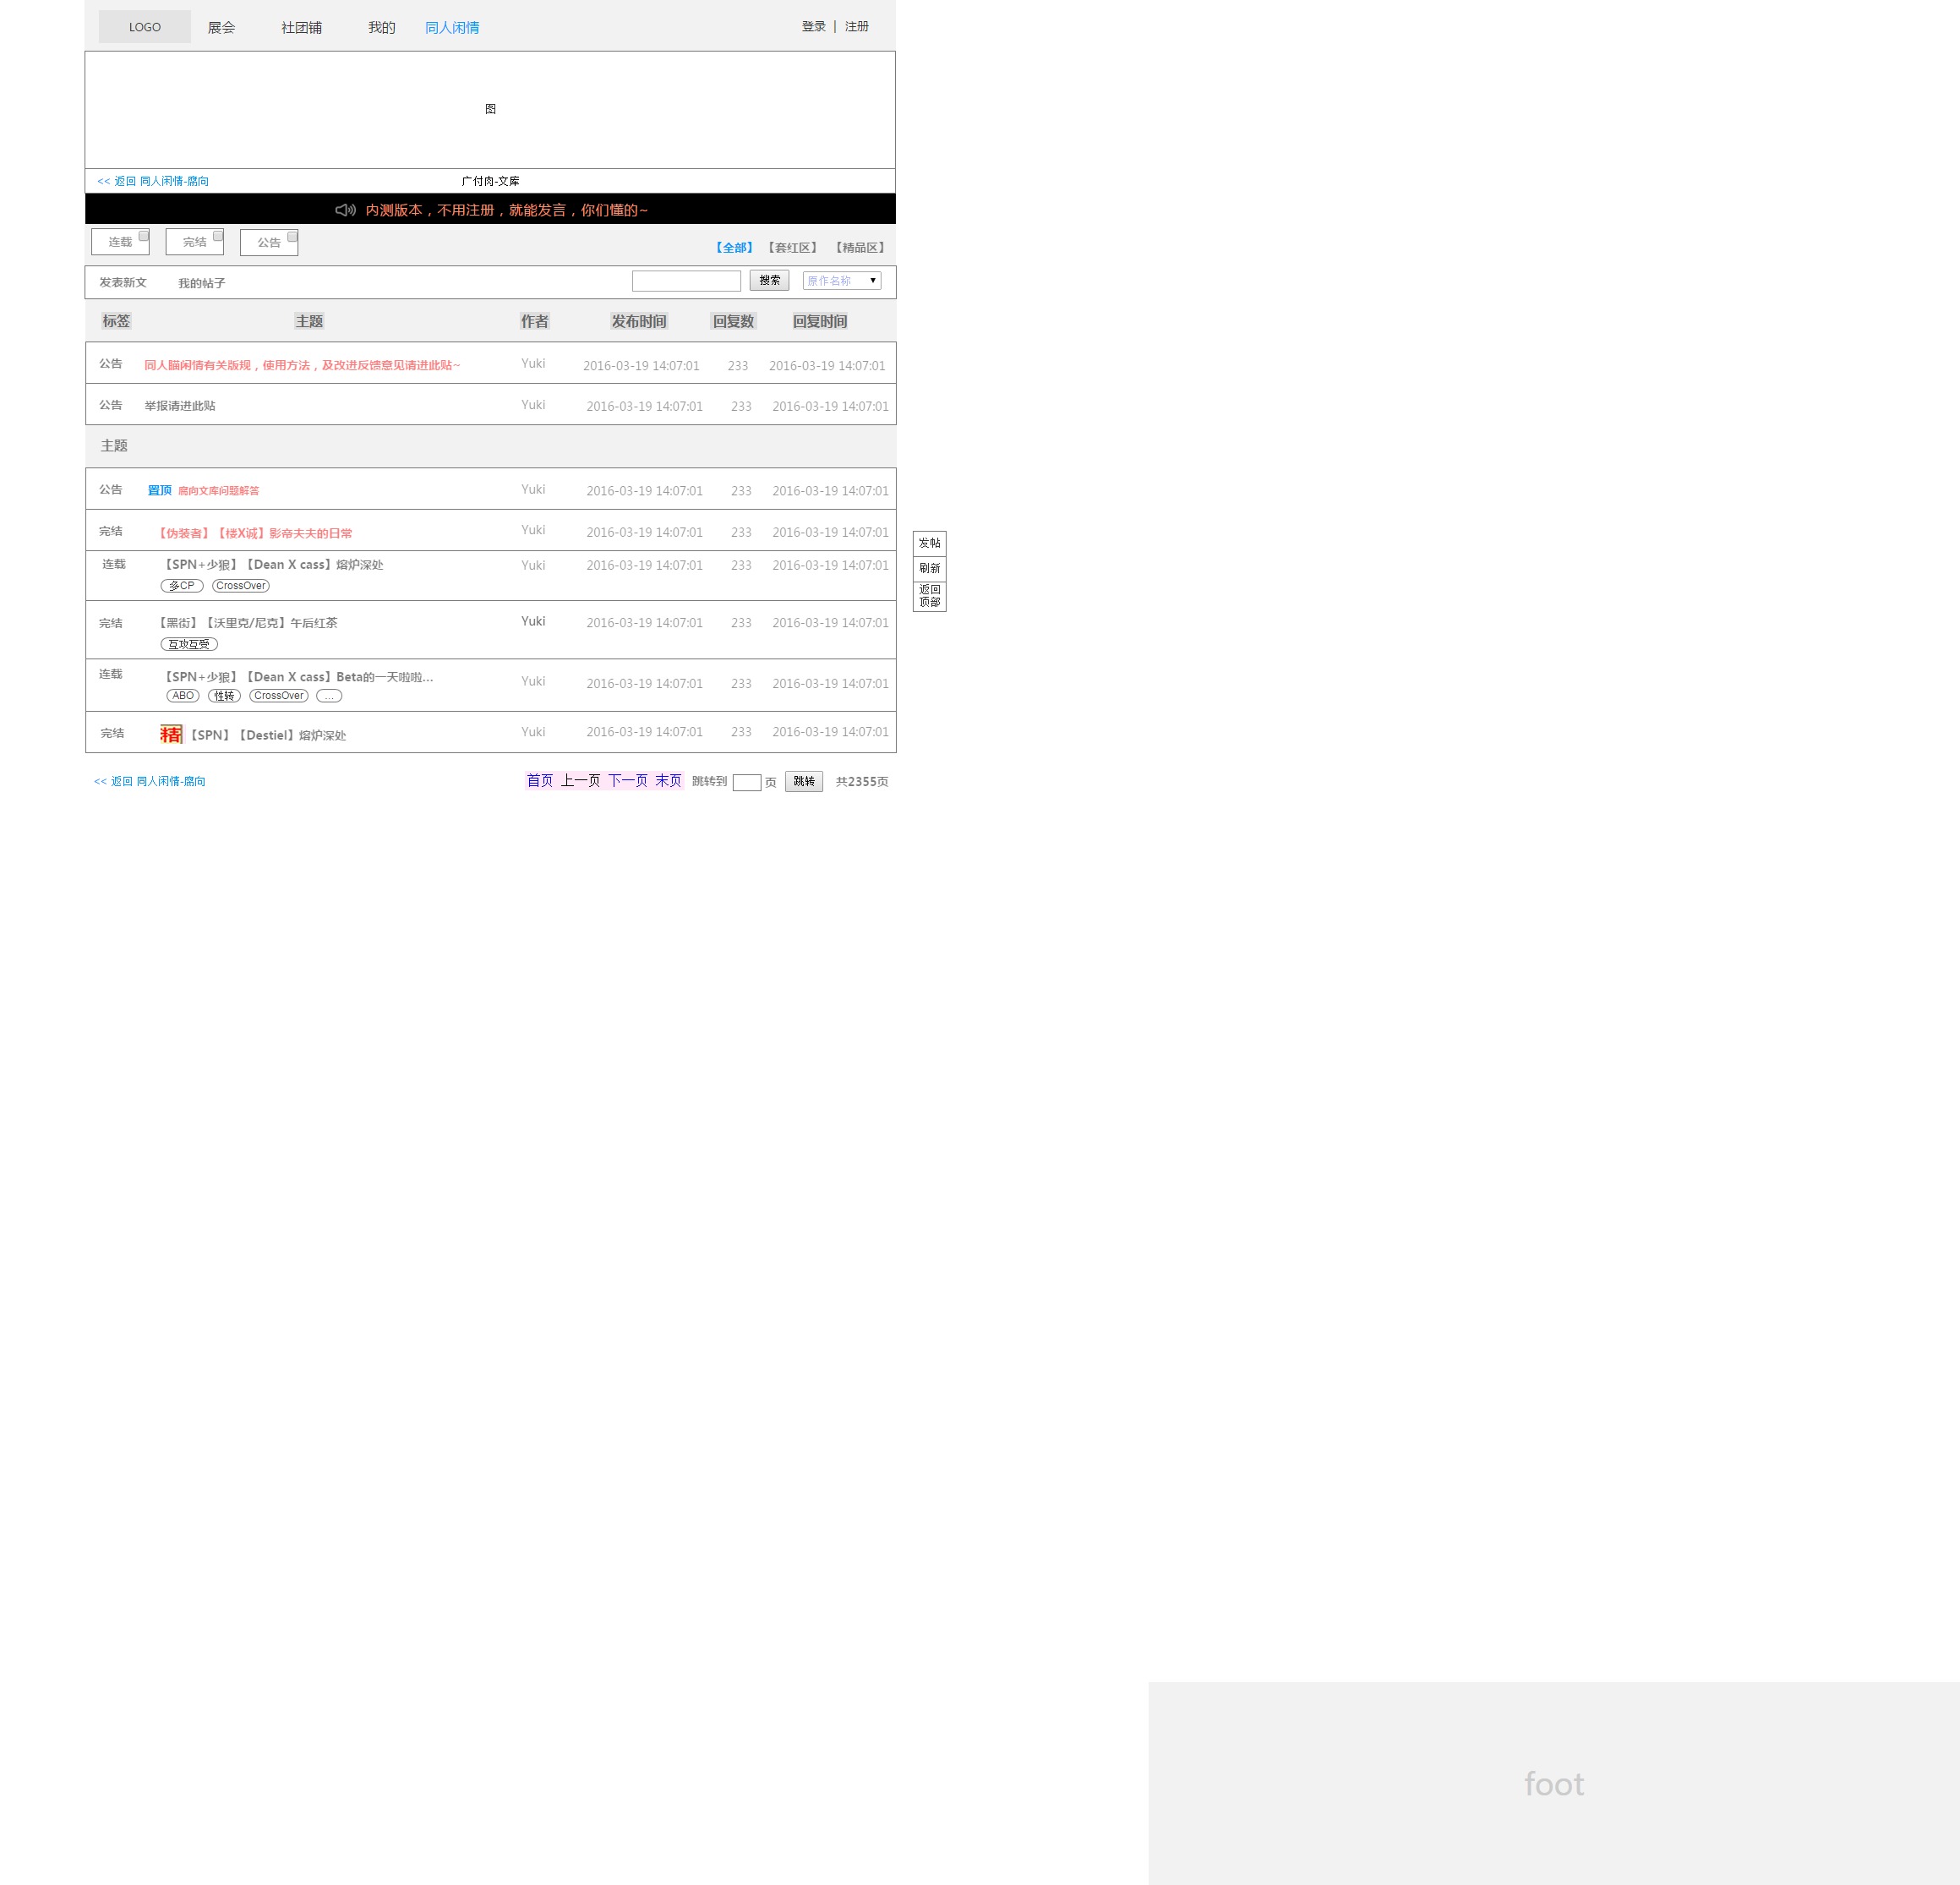 LOGO 展会 社团铺 我的 同人闲情 登录 | 注册
图
<< 返回 同人闲情-腐向 广付肉-文库
内测版本，不用注册，就能发言，你们懂的~
连载 完结 公告 【全部】 【套红区】 【精品区】
发表新文 我的帖子 搜索 原作名称
标签 主题 作者 发布时间 回复数 回复时间
公告 同人瞄闲情有关版规，使用方法，及改进反馈意见请进此贴~ Yuki 2016-03-19 14:07:01 233 2016-03-19 14:07:01
公告 举报请进此贴 Yuki 2016-03-19 14:07:01 233 2016-03-19 14:07:01
主题
公告 置顶 腐向文库问题解答 Yuki 2016-03-19 14:07:01 233 2016-03-19 14:07:01
完结 【伪装者】【楼X诚】影帝夫夫的日常 Yuki 2016-03-19 14:07:01 233 2016-03-19 14:07:01
连载 【SPN+少狼】【Dean X cass】熔炉深处 Yuki 2016-03-19 14:07:01 233 2016-03-19 14:07:01
多CP CrossOver
完结 【黑街】【沃里克/尼克】午后红茶 Yuki 2016-03-19 14:07:01 233 2016-03-19 14:07:01
互攻互受
连载 【SPN+少狼】【Dean X cass】Beta的一天啦啦... Yuki 2016-03-19 14:07:01 233 2016-03-19 14:07:01
ABO 性转 CrossOver ...
完结 精 【SPN】【Destiel】熔炉深处 Yuki 2016-03-19 14:07:01 233 2016-03-19 14:07:01
<< 返回 同人闲情-腐向 首页 上一页 下一页 末页 跳转到 页 跳转 共2355页
发帖
刷新
返回
顶部
foot